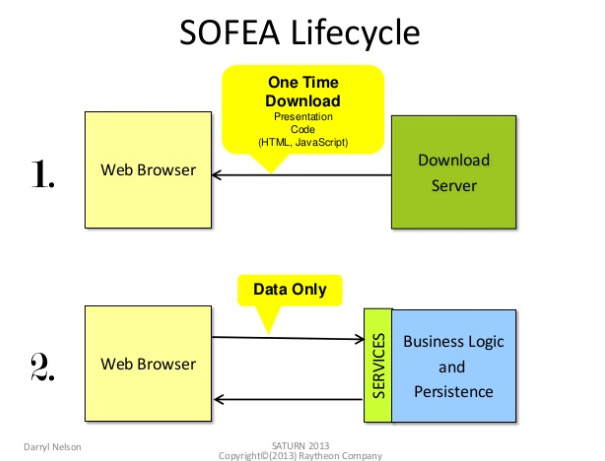 SOFEA Lifecycle
One Time
Download
Presentation
Code
(HTML, JavaScript)
1.
Web Browser
Download
Server
Data Only
2.
Web Browser
SERVICES
Business Logic
and
Persistence
Darryl Nelson
SATURN 2013
Copyright©(2013) Raytheon Company